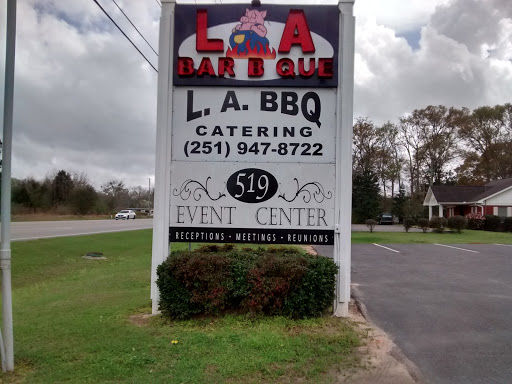 L A
BAR B QUE
L. A. BBQ
CATERING
(251) 947-8722
519
EVENT CENTER
RECEPTIONS • MEETINGS • REUNIONS